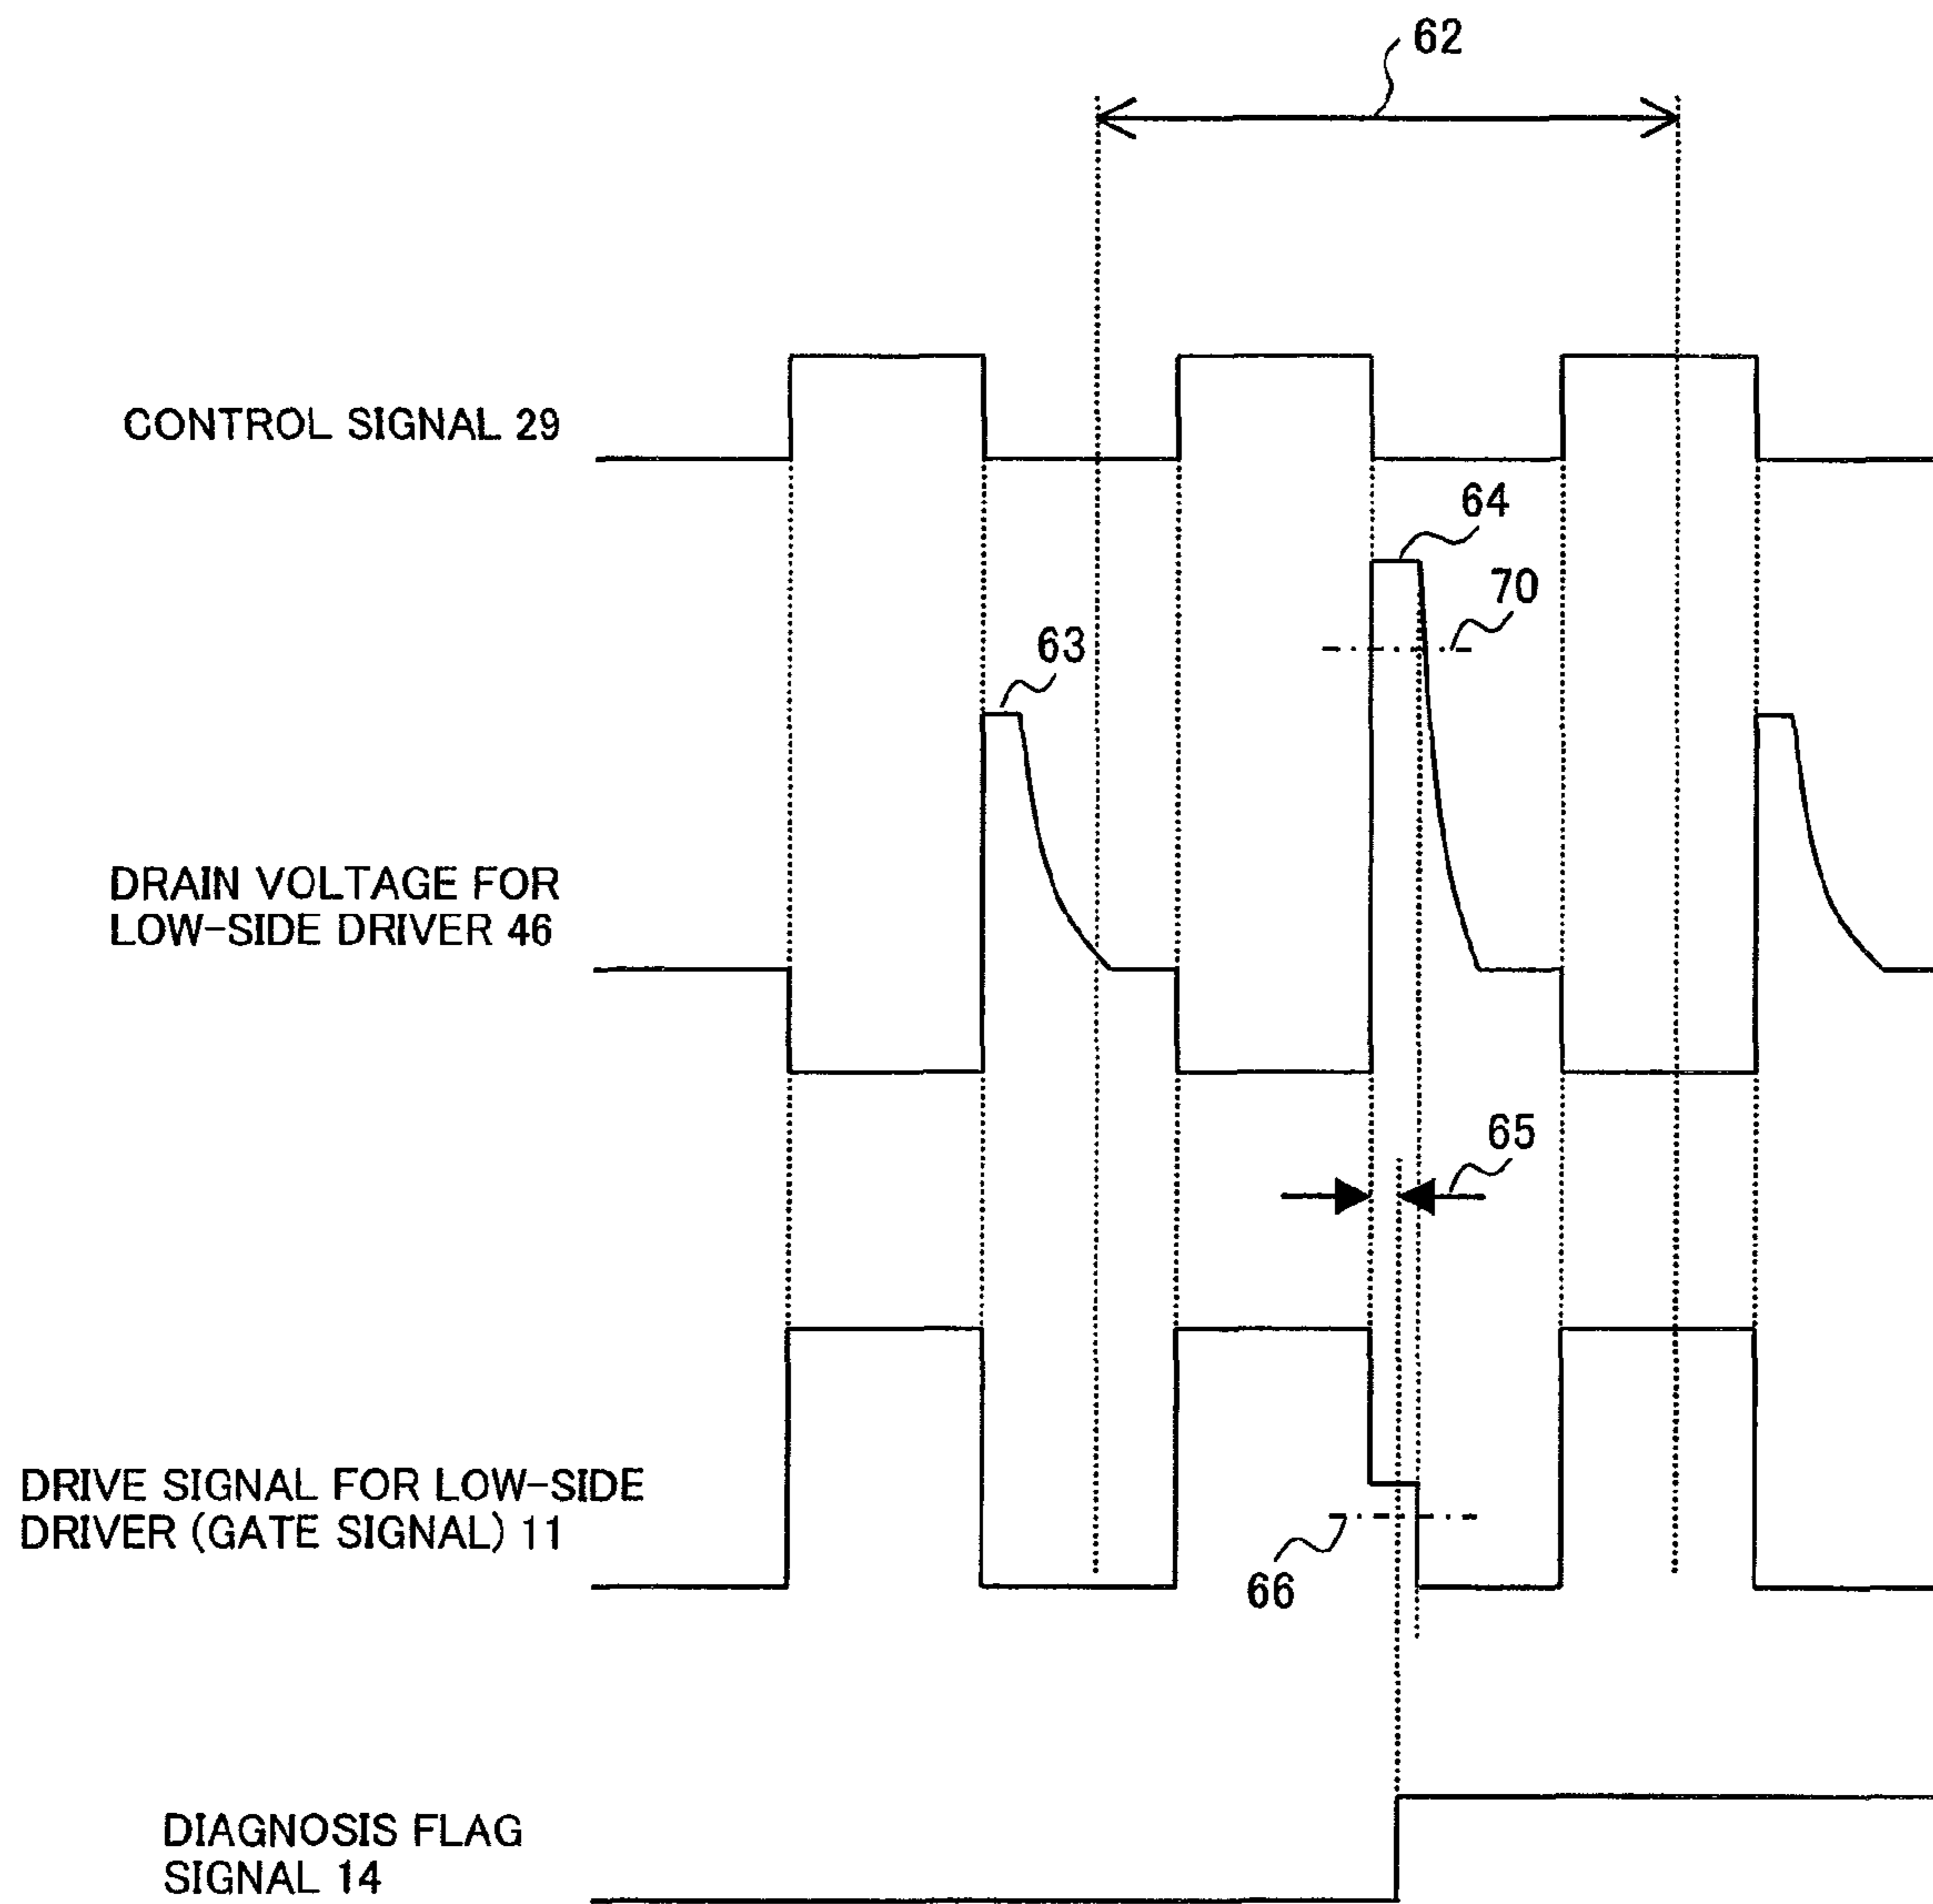 62
CONTROL SIGNAL 29
64
70
63
DRAIN VOLTAGE FOR
LOW-SIDE DRIVER 46
65
DRIVE SIGNAL FOR LOW-SIDE
DRIVER (GATE SIGNAL) 11
66
DIAGNOSIS FLAG
SIGNAL 14